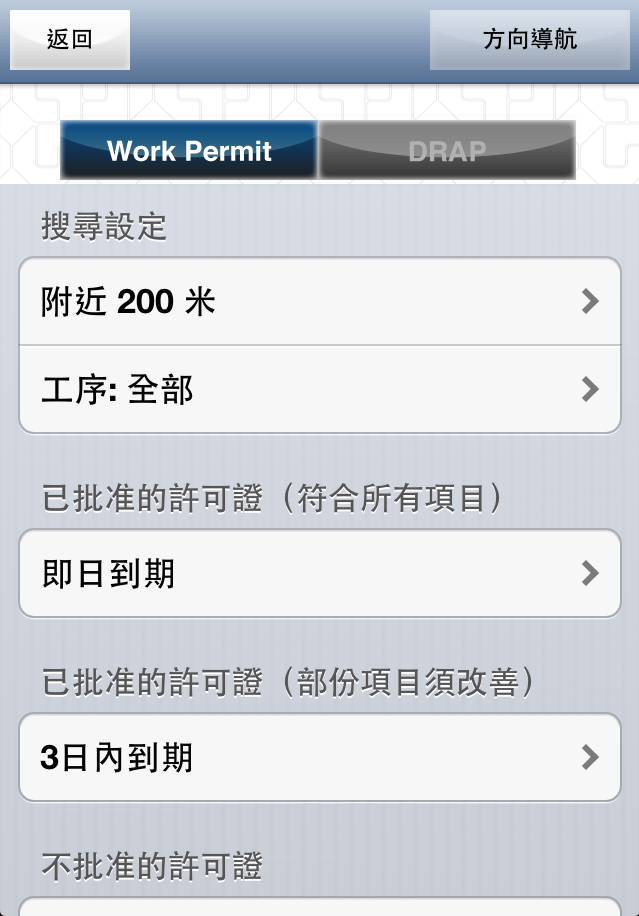 返回
方向導航
Work Permit
DRAP
搜尋設定
附近 200 米
工序: 全部
已批准的許可證（符合所有項目）
即日到期
已批准的許可證（部份項目須改善）
3日內到期
不批准的許可證